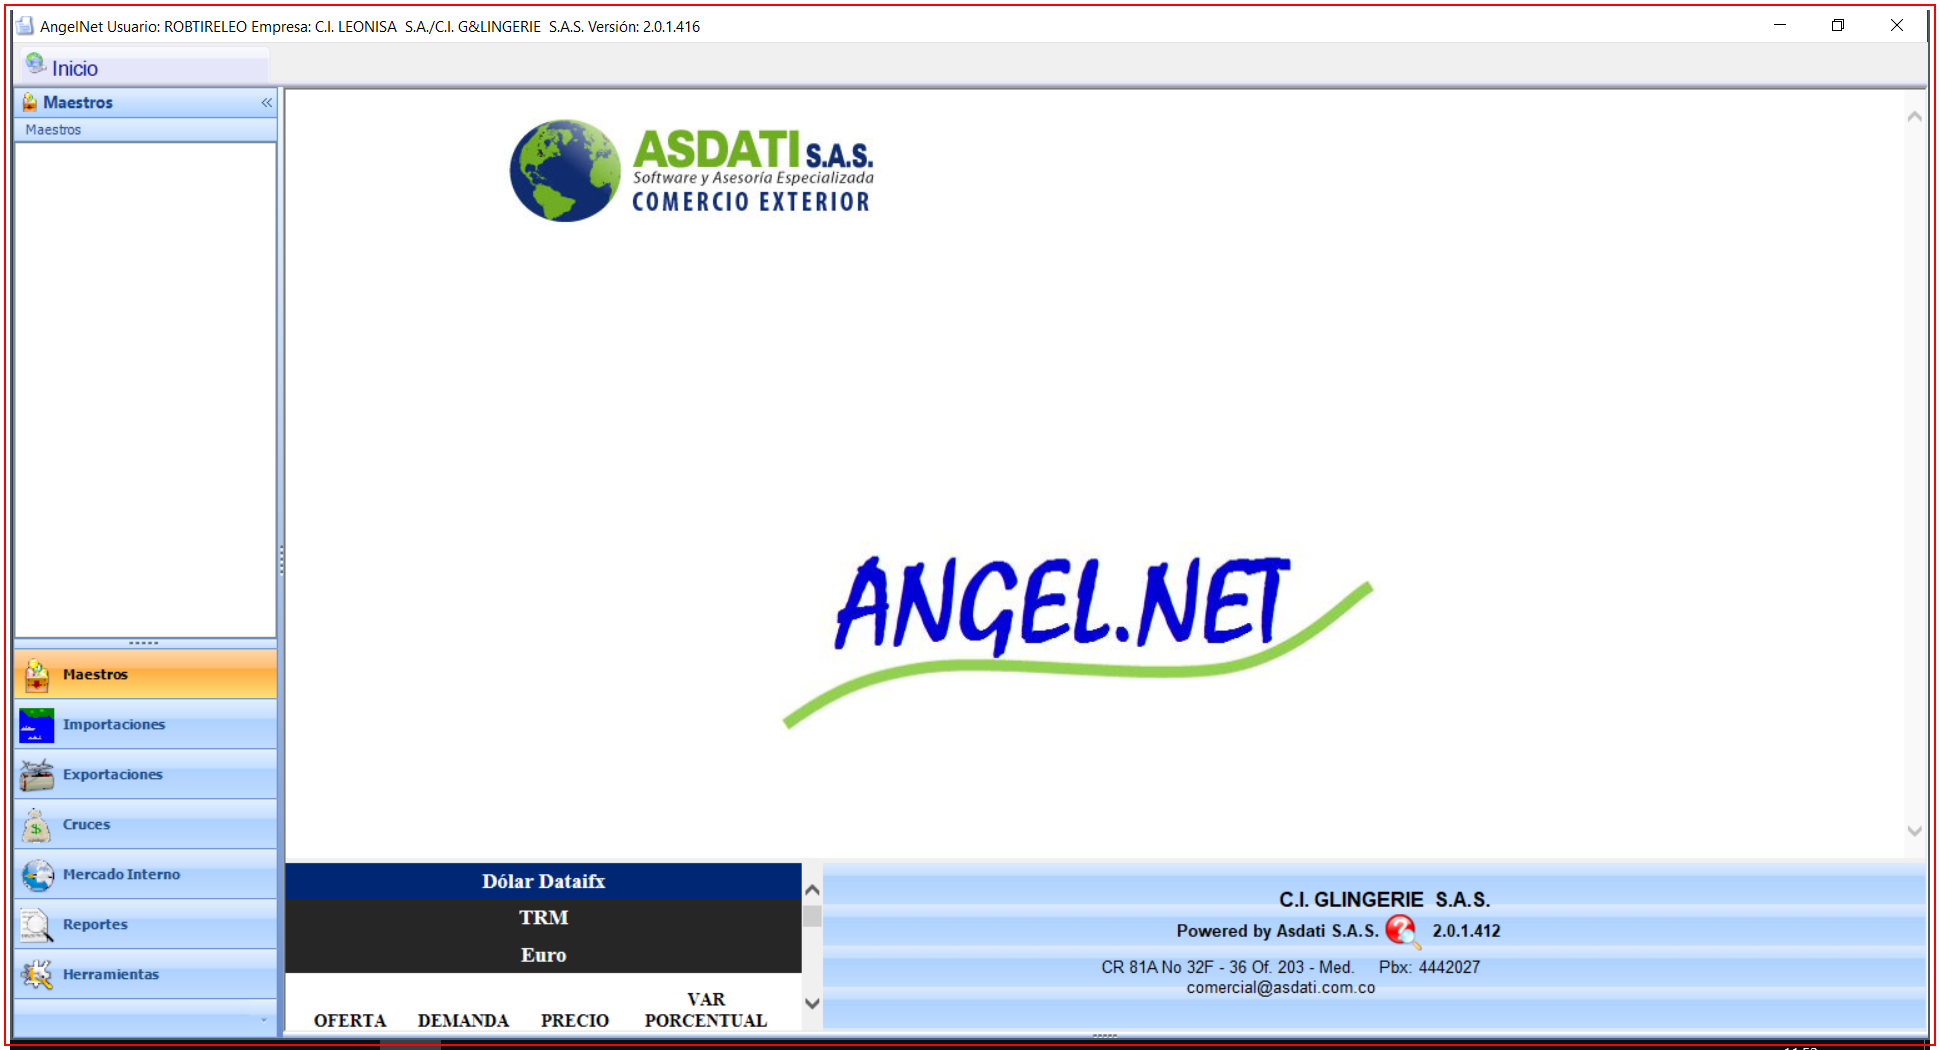 AngelNet Usuario: ROBTIRELEO Empresa: C.I. LEONISA  S.A./C.I. G&LINGERIE  S.A.S. Versión: 2.0.1.416
Inicio
Maestros
Maestros
ASDATI S.A.S.
Software y Asesoría Especializada
COMERCIO EXTERIOR
ANGEL.NET
Maestros
Importaciones
Exportaciones
Cruces
Mercado Interno
Reportes
Herramientas
Dólar Dataifx
TRM
Euro
OFERTA DEMANDA PRECIO VAR PORCENTUAL
C.I. GLINGERIE  S.A.S.
Powered by Asdati S.A.S. 2.0.1.412
CR 81A No 32F - 36 Of. 203 - Med. Pbx: 4442027
comercial@asdati.com.co